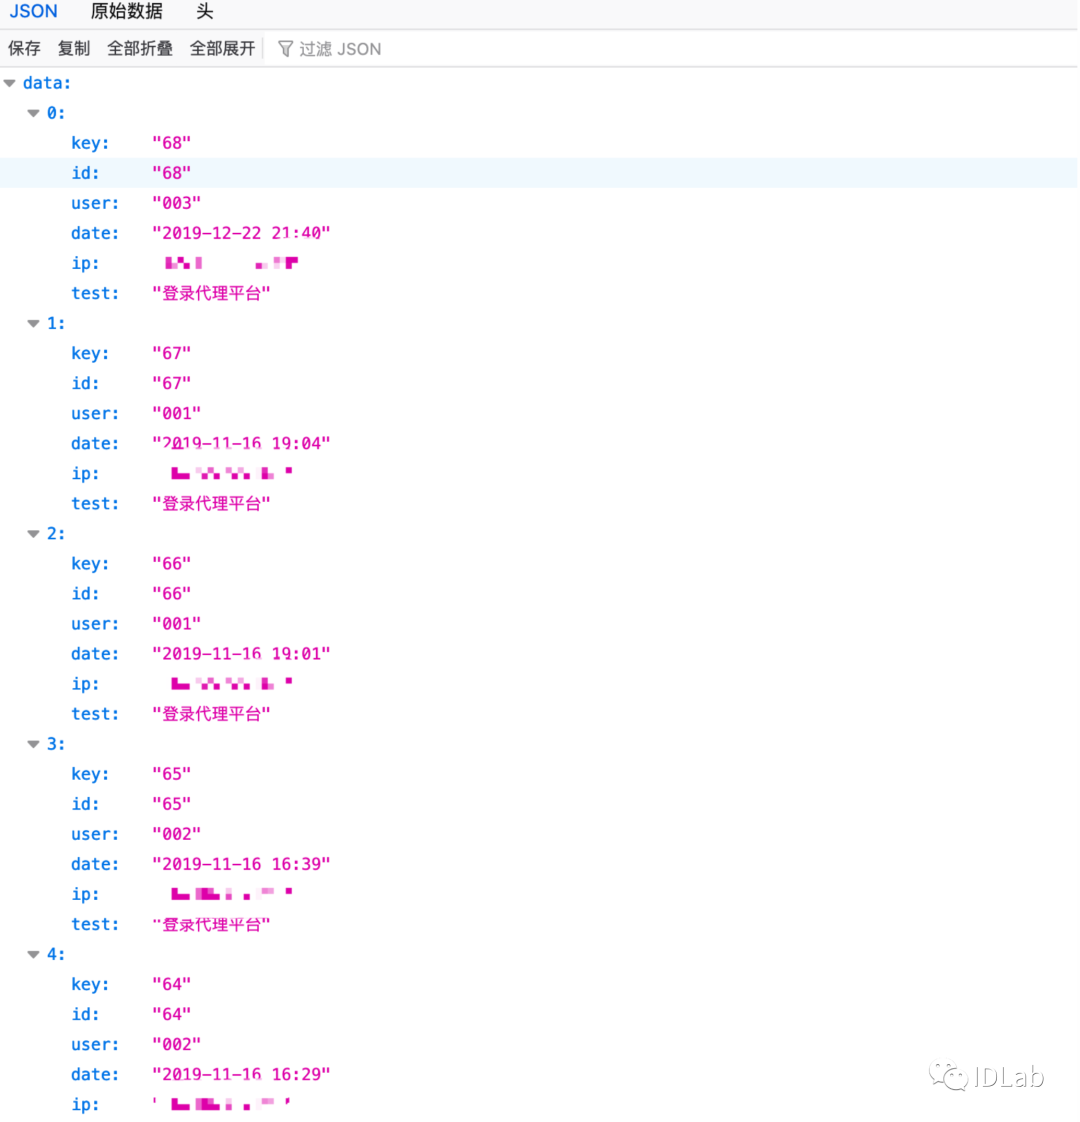 JSON 原始数据 头
保存 复制 全部折叠 全部展开 过滤 JSON
data:
0:
key: "68"
id: "68"
user: "003"
date: "2019-12-22 21:40"
ip:
test: "登录代理平台"
1:
key: "67"
id: "67"
user: "001"
date: "2019-11-16 19:04"
ip:
test: "登录代理平台"
2:
key: "66"
id: "66"
user: "001"
date: "2019-11-16 19:01"
ip:
test: "登录代理平台"
3:
key: "65"
id: "65"
user: "002"
date: "2019-11-16 16:39"
ip:
test: "登录代理平台"
4:
key: "64"
id: "64"
user: "002"
date: "2019-11-16 16:29"
ip:
IDLab